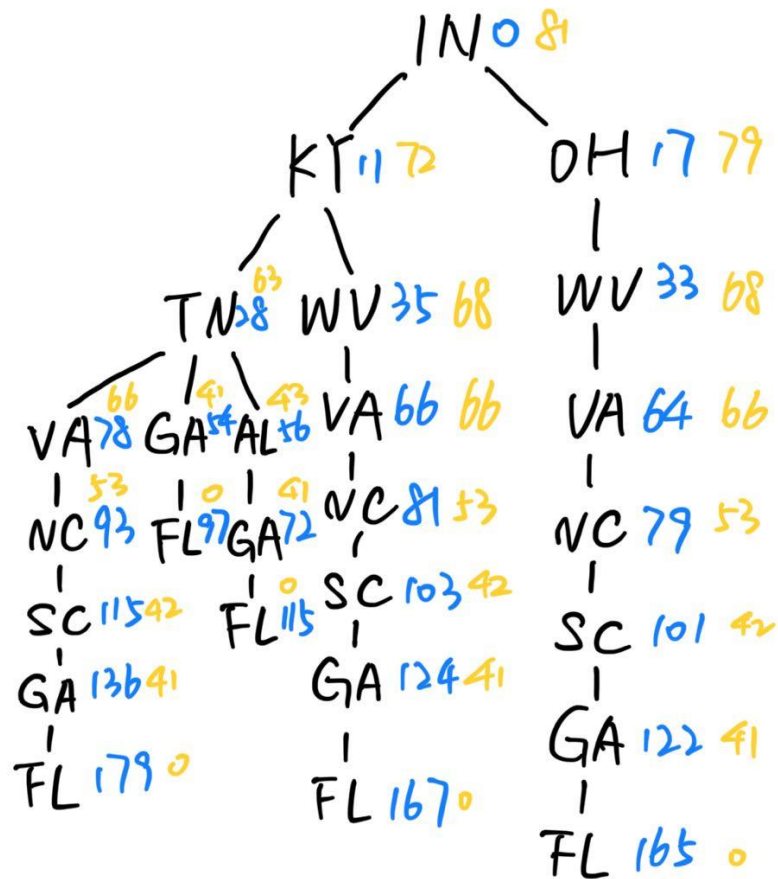 IN 0 81
KY 11 72
OH 17 79
TN 28 63
WV 35 68
WV 33 68
VA 78 66
GA 54 41
AL 56 43
VA 66 66
VA 64 66
NC 93 53
FL 97 0
GA 72 41
NC 81 53
NC 79 53
SC 115 42
FL 115 0
SC 103 42
SC 101 42
GA 136 41
GA 124 41
GA 122 41
FL 179 0
FL 167 0
FL 165 0